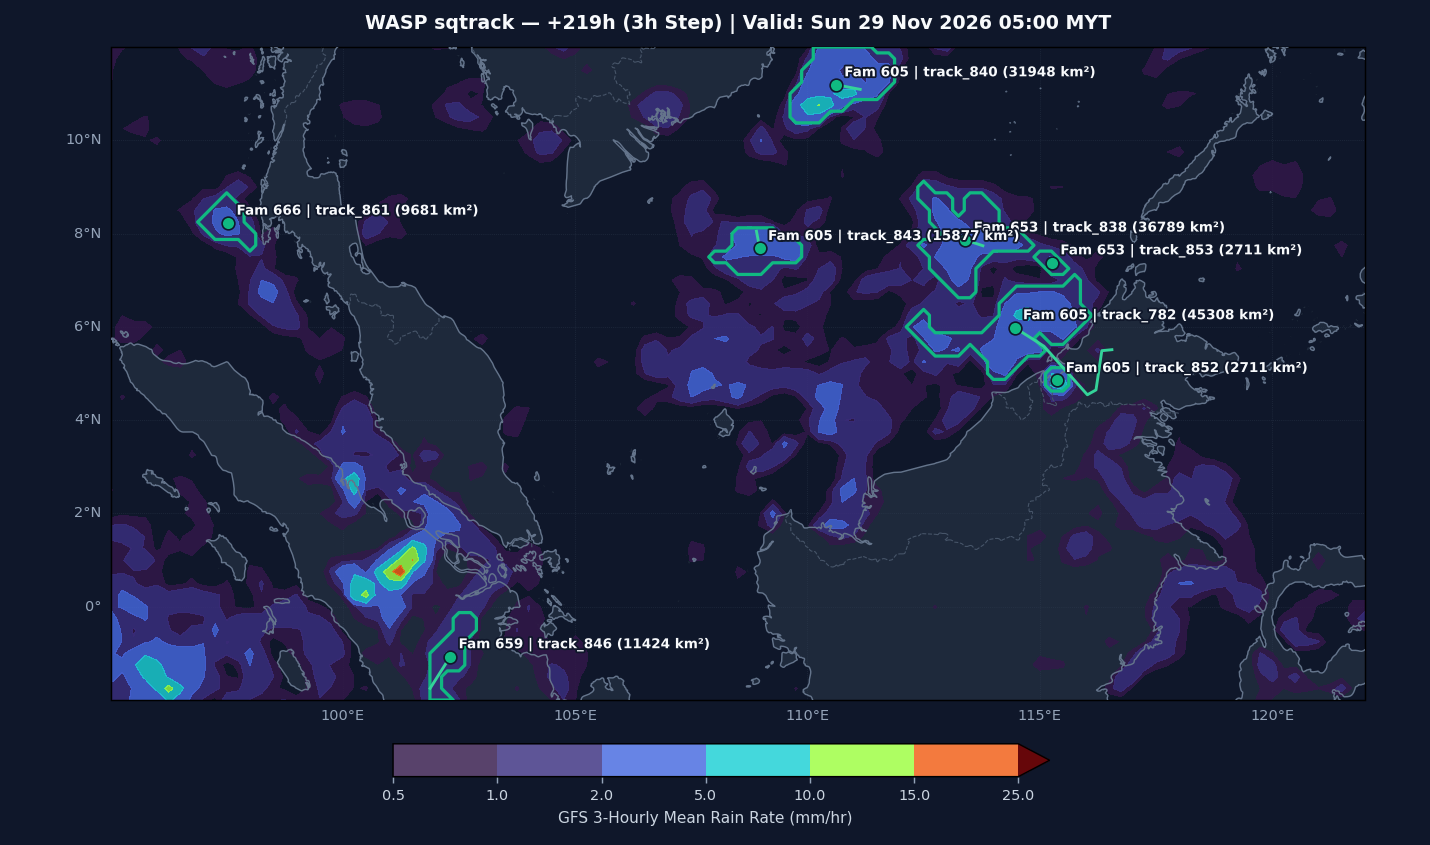 WASP sqtrack — +219h (3h Step) | Valid: Sun 29 Nov 2026 05:00 MYT
Fam 605 | track_840 (31948 km²)
10°N
Fam 666 | track_861 (9681 km²)
8°N
Fam 653 | track_838 (36789 km²)
Fam 605 | track_843 (15877 km²)
Fam 653 | track_853 (2711 km²)
6°N
Fam 605 | track_782 (45308 km²)
Fam 605 | track_852 (2711 km²)
4°N
2°N
0°
Fam 659 | track_846 (11424 km²)
100°E 105°E 110°E 115°E 120°E
0.5 1.0 2.0 5.0 10.0 15.0 25.0
GFS 3-Hourly Mean Rain Rate (mm/hr)